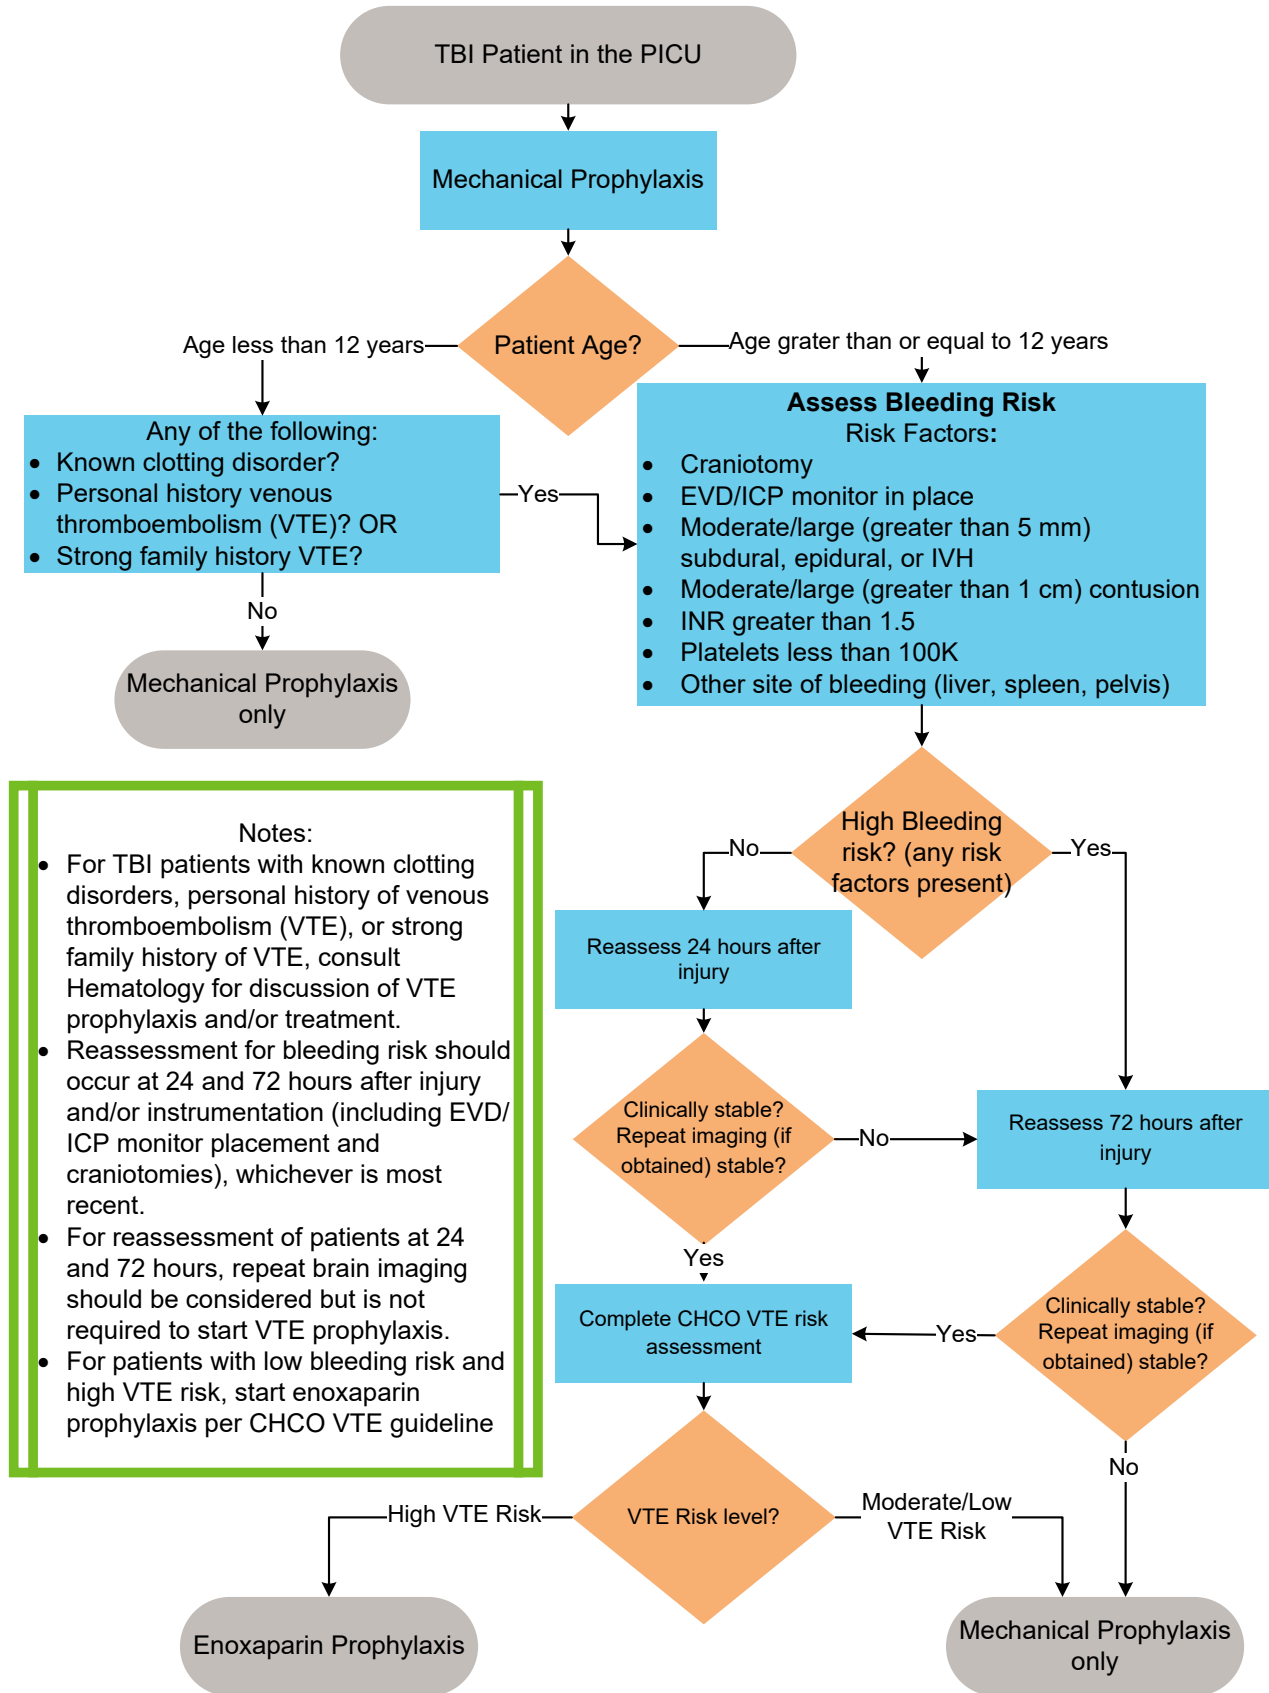 TBI Patient in the PICU
Mechanical Prophylaxis
Patient Age?
Age less than 12 years
Age grater than or equal to 12 years
Any of the following:
• Known clotting disorder?
• Personal history venous
thromboembolism (VTE)? OR
• Strong family history VTE?
Yes
No
Mechanical Prophylaxis
only
Assess Bleeding Risk
Risk Factors:
• Craniotomy
• EVD/ICP monitor in place
• Moderate/large (greater than 5 mm)
subdural, epidural, or IVH
• Moderate/large (greater than 1 cm) contusion
• INR greater than 1.5
• Platelets less than 100K
• Other site of bleeding (liver, spleen, pelvis)
High Bleeding
risk? (any risk
factors present)
No
Yes
Reassess 24 hours after
injury
Clinically stable?
Repeat imaging (if
obtained) stable?
No
Yes
Reassess 72 hours after
injury
Clinically stable?
Repeat imaging (if
obtained) stable?
Yes
No
Complete CHCO VTE risk
assessment
VTE Risk level?
High VTE Risk
Moderate/Low
VTE Risk
Enoxaparin Prophylaxis
Mechanical Prophylaxis
only
Notes:
• For TBI patients with known clotting
disorders, personal history of venous
thromboembolism (VTE), or strong
family history of VTE, consult
Hematology for discussion of VTE
prophylaxis and/or treatment.
• Reassessment for bleeding risk should
occur at 24 and 72 hours after injury
and/or instrumentation (including EVD/
ICP monitor placement and
craniotomies), whichever is most
recent.
• For reassessment of patients at 24
and 72 hours, repeat brain imaging
should be considered but is not
required to start VTE prophylaxis.
• For patients with low bleeding risk and
high VTE risk, start enoxaparin
prophylaxis per CHCO VTE guideline